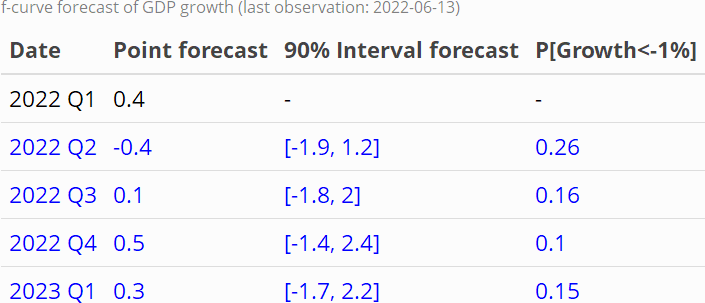 f-curve forecast of GDP growth (last observation: 2022-06-13)
Date Point forecast 90% Interval forecast P[Growth<-1%]
2022 Q1 0.4 - -
2022 Q2 -0.4 [-1.9, 1.2] 0.26
2022 Q3 0.1 [-1.8, 2] 0.16
2022 Q4 0.5 [-1.4, 2.4] 0.1
2023 Q1 0.3 [-1.7, 2.2] 0.15